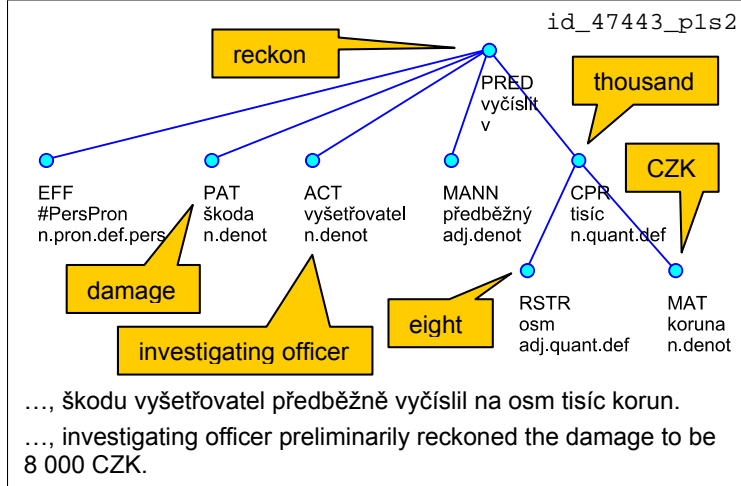 id_47443_p1s2
reckon
PRED
vyčíslit
v
thousand
CZK
EFF
#PersPron
n.pron.def.pers
PAT
škoda
n.denot
ACT
vyšetřovatel
n.denot
MANN
předběžný
adj.denot
CPR
tisíc
n.quant.def
damage
investigating officer
eight
RSTR
osm
adj.quant.def
MAT
koruna
n.denot
…, škodu vyšetřovatel předběžně vyčíslil na osm tisíc korun.
…, investigating officer preliminarily reckoned the damage to be
8 000 CZK.